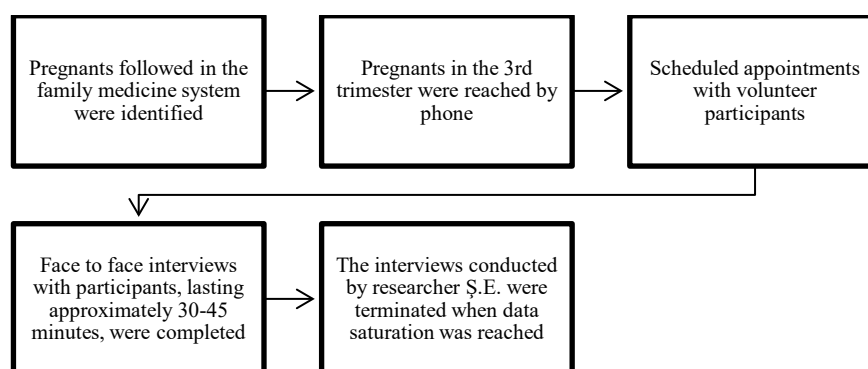 Pregnants followed in the
family medicine system
were identified
Pregnants in the 3rd
trimester were reached by
phone
Scheduled appointments
with volunteer
participants
Face to face interviews
with participants, lasting
approximately 30-45
minutes, were completed
The interviews conducted
by researcher Ş.E. were
terminated when data
saturation was reached